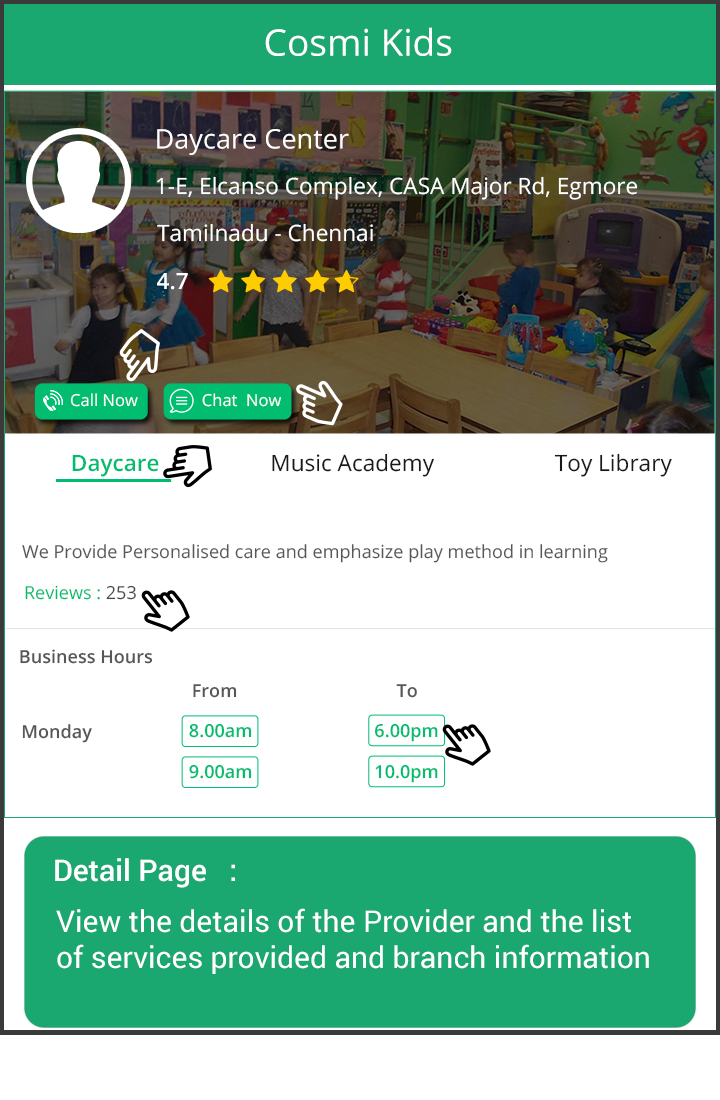 Cosmi Kids
Daycare Center
1-E, Elcanso Complex, CASA Major Rd, Egmore
Tamilnadu - Chennai
4.7
Call Now
Chat Now
Daycare
Music Academy
Toy Library
We Provide Personalised care and emphasize play method in learning
Reviews : 253
Business Hours
From To
Monday 8.00am 6.00pm
9.00am 10.0pm
Detail Page :
View the details of the Provider and the list
of services provided and branch information